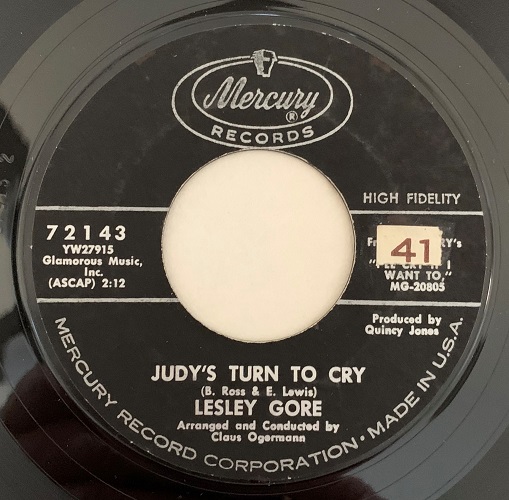 Mercury
®
RECORDS
HIGH FIDELITY
72143
YW27915
Glamorous Music,
Inc.
(ASCAP) 2:12
41
WANT TO,"
MG-20805
Produced by
Quincy Jones
JUDY'S TURN TO CRY
(B. Ross & E. Lewis)
LESLEY GORE
Arranged and Conducted by
Claus Ogermann
MERCURY RECORD CORPORATION • MADE IN U.S.A.